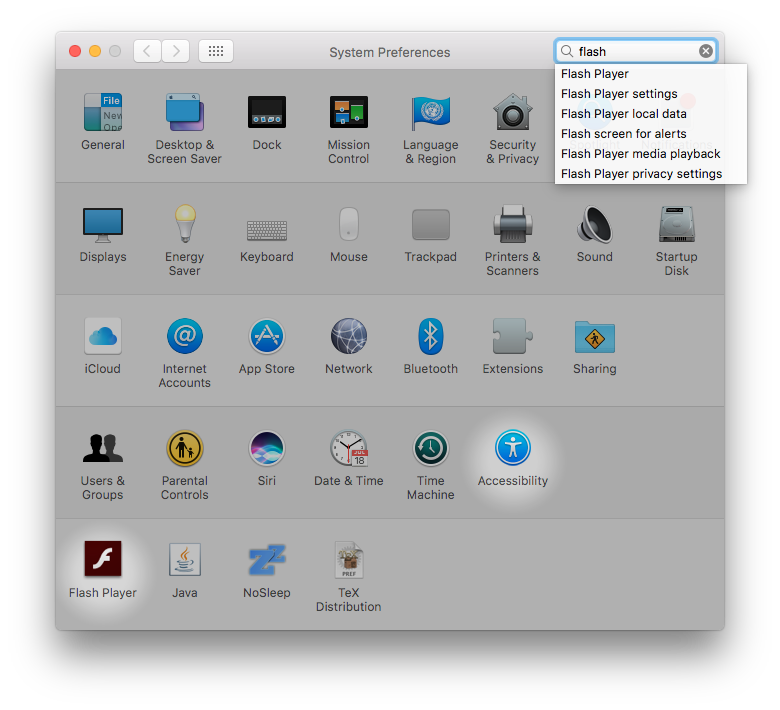 System Preferences
flash
Flash Player
Flash Player settings
Flash Player local data
Flash screen for alerts
Flash Player media playback
Flash Player privacy settings
File
New
Ope
General
Desktop &
Screen Saver
Dock
Mission
Control
Language
& Region
Security
& Privacy
Displays
Energy
Saver
Keyboard
Mouse
Trackpad
Printers &
Scanners
Sound
Startup
Disk
iCloud
@
Internet
Accounts
App Store
Network
Bluetooth
Extensions
Sharing
Users &
Groups
Parental
Controls
Siri
JUL
18
Date & Time
Time
Machine
Accessibility
Flash Player
Java
NoSleep
PREF
TeX
Distribution